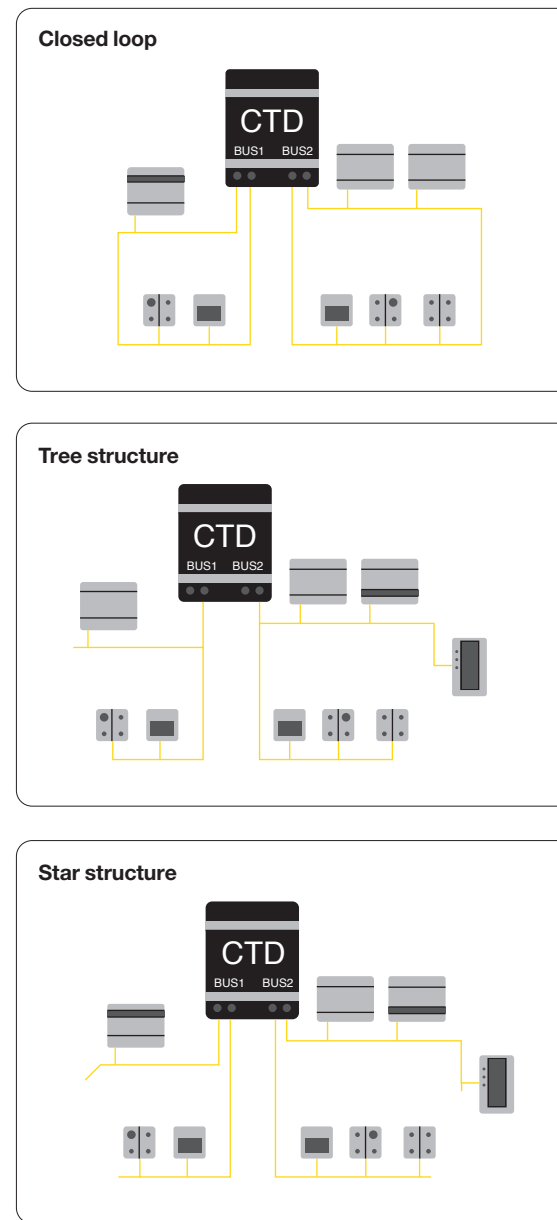 Closed loop
CTD
BUS1 BUS2
Tree structure
CTD
BUS1 BUS2
Star structure
CTD
BUS1 BUS2